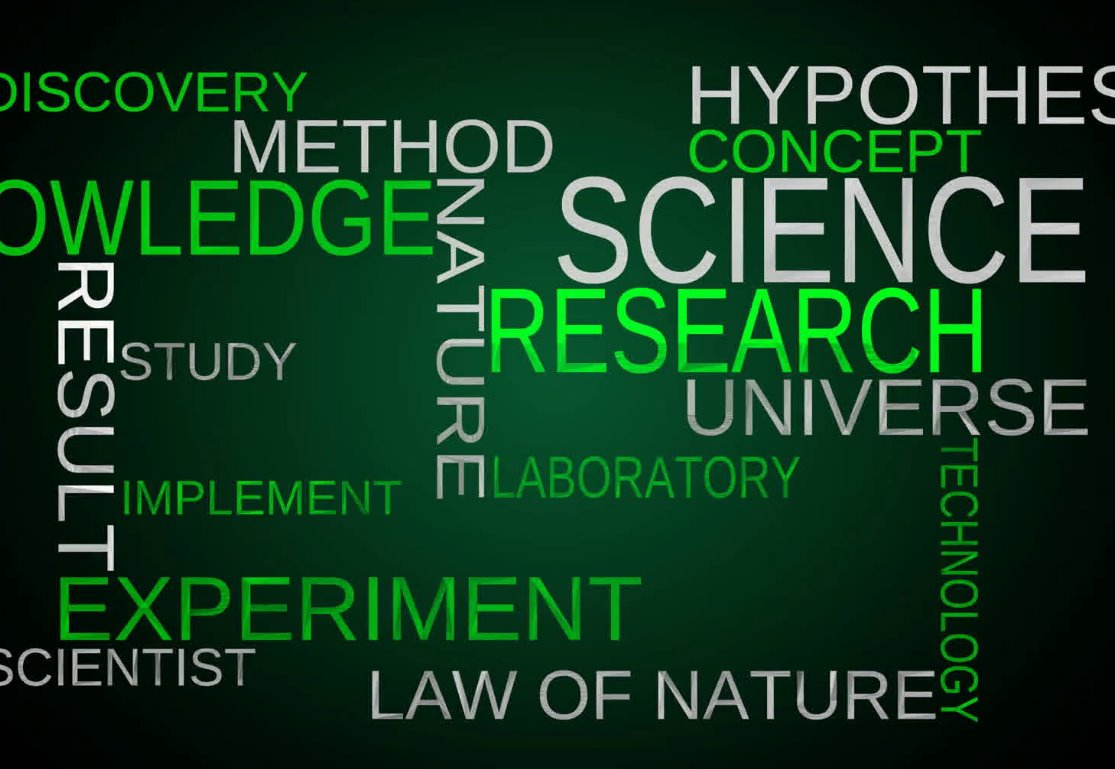 DISCOVERY
HYPOTHES
METHOD
CONCEPT
OWLEDGE
NATURE
SCIENCE
RESULT
RESEARCH
STUDY
UNIVERSE
TECHNOLOGY
LABORATORY
IMPLEMENT
EXPERIMENT
SCIENTIST
LAW OF NATURE